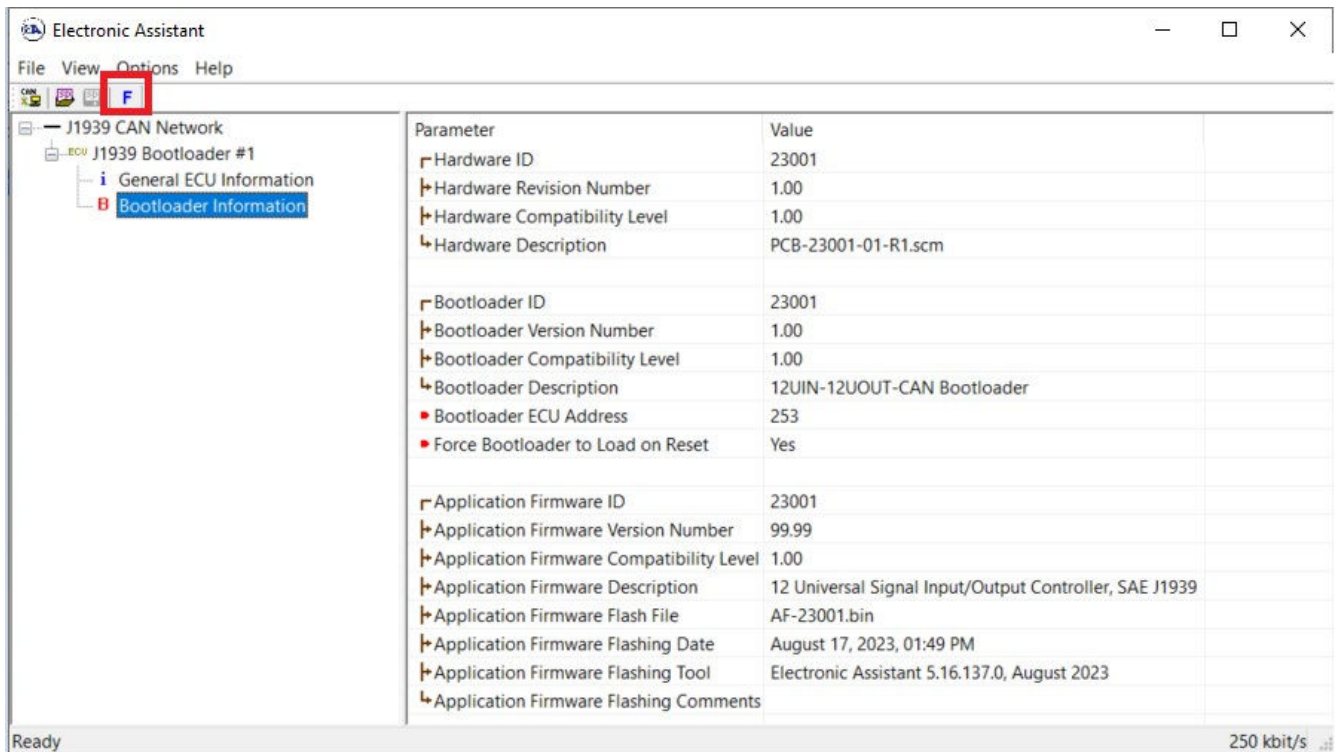 Electronic Assistant
File View Options Help
F
J1939 CAN Network
ECU J1939 Bootloader #1
i General ECU Information
B Bootloader Information
Parameter Value
Hardware ID 23001
Hardware Revision Number 1.00
Hardware Compatibility Level 1.00
Hardware Description PCB-23001-01-R1.scm
Bootloader ID 23001
Bootloader Version Number 1.00
Bootloader Compatibility Level 1.00
Bootloader Description 12UIN-12UOUT-CAN Bootloader
Bootloader ECU Address 253
Force Bootloader to Load on Reset Yes
Application Firmware ID 23001
Application Firmware Version Number 99.99
Application Firmware Compatibility Level 1.00
Application Firmware Description 12 Universal Signal Input/Output Controller, SAE J1939
Application Firmware Flash File AF-23001.bin
Application Firmware Flashing Date August 17, 2023, 01:49 PM
Application Firmware Flashing Tool Electronic Assistant 5.16.137.0, August 2023
Application Firmware Flashing Comments
Ready 250 kbit/s